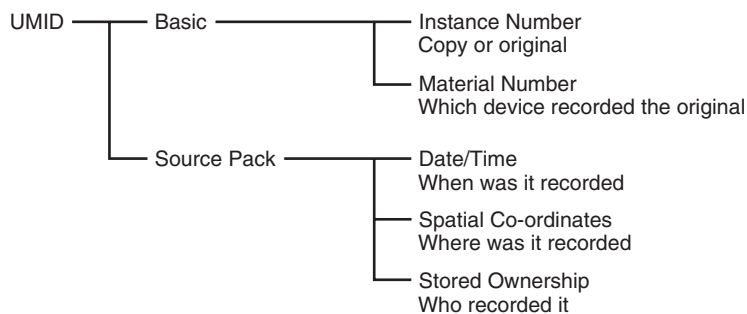 UMID
Basic
Instance Number
Copy or original
Material Number
Which device recorded the original
Source Pack
Date/Time
When was it recorded
Spatial Co-ordinates
Where was it recorded
Stored Ownership
Who recorded it